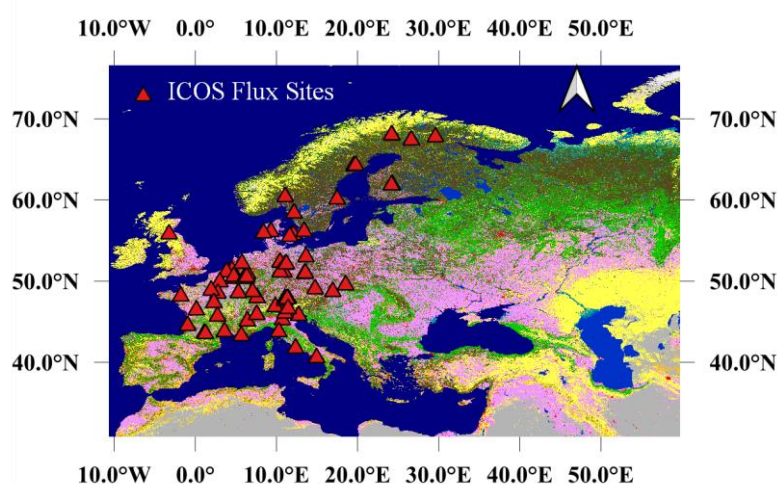 10.0°W 0.0° 10.0°E 20.0°E 30.0°E 40.0°E 50.0°E
ICOS Flux Sites
70.0°N 70.0°N
60.0°N 60.0°N
50.0°N 50.0°N
40.0°N 40.0°N
10.0°W 0.0° 10.0°E 20.0°E 30.0°E 40.0°E 50.0°E